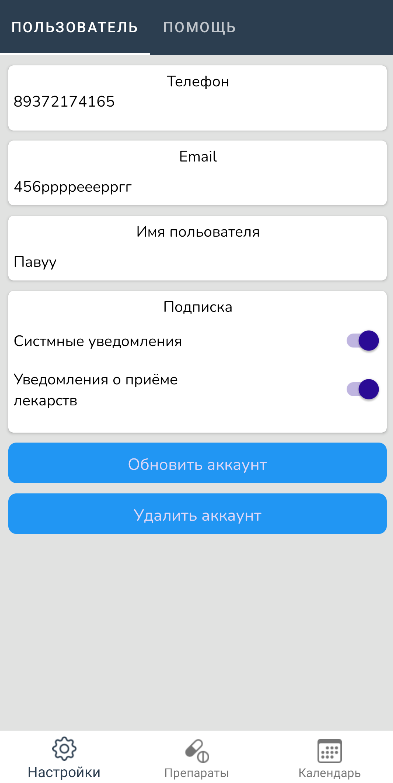 ПОЛЬЗОВАТЕЛЬ ПОМОЩЬ
Телефон
89372174165
Email
456ррррееерргг
Имя польователя
Павуу
Подписка
Систмные уведомления
Уведомления о приёме
лекарств
Обновить аккаунт
Удалить аккаунт
Настройки Препараты Календарь